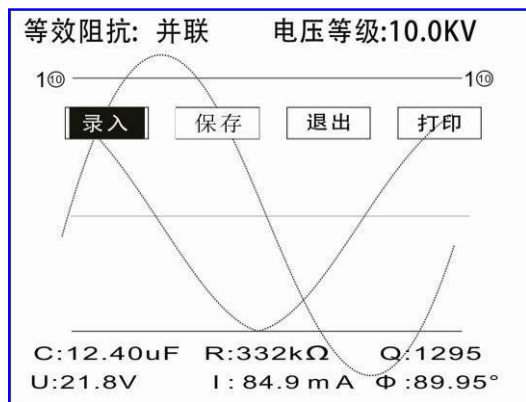 等效阻抗: 并联 电压等级:10.0KV
1⑩ 1⑩
录入 保存 退出 打印
C:12.40uF R:332kΩ Q:1295
U:21.8V I:84.9mA Φ:89.95°